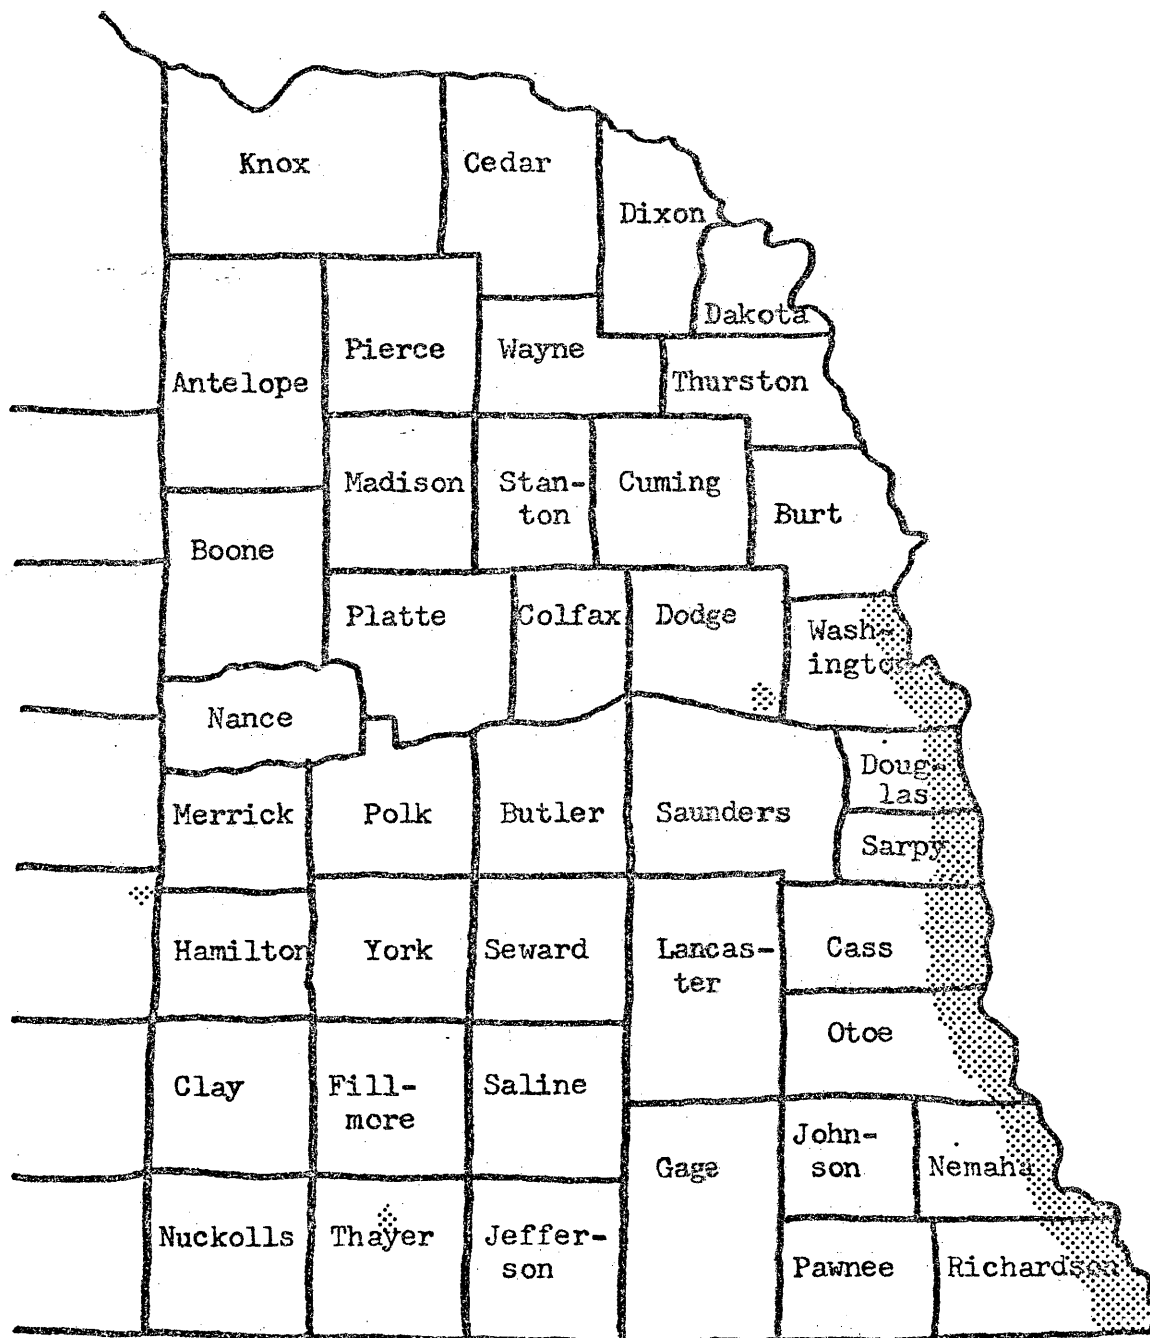 Knox
Cedar
Dixon
Dakota
Pierce
Wayne
Antelope
Thurston
Madison
Stan-
ton
Cuming
Burt
Boone
Platte
Colfax
Dodge
Wash-
ington
Nance
Doug-
las
Merrick
Polk
Butler
Saunders
Sarpy
Hamilton
York
Seward
Lancas-
ter
Cass
Otoe
Clay
Fill-
more
Saline
John-
son
Gage
Nemaha
Nuckolls
Thayer
Jeffer-
son
Pawnee
Richardson